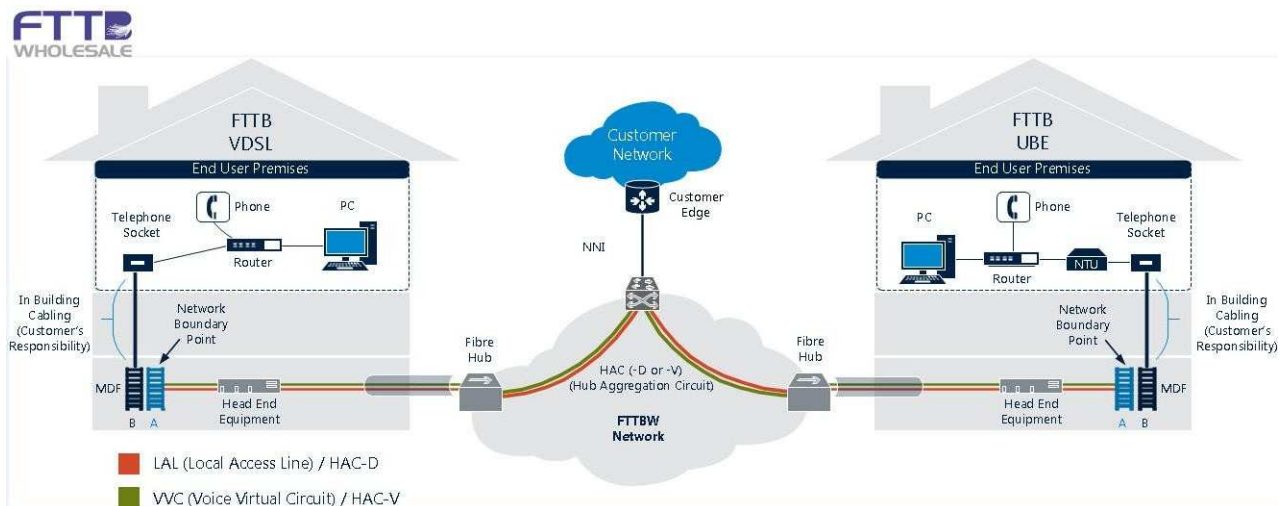 FTTB
WHOLESALE
FTTB
VDSL
End User Premises
Phone
PC
Telephone
Socket
Router
In Building
Cabling
(Customer's
Responsibility)
Network
Boundary
Point
MDF
B A
Head End
Equipment
Fibre
Hub
Customer
Network
Customer
Edge
NNI
HAC (-D or -V)
(Hub Aggregation Circuit)
FTTBW
Network
Fibre
Hub
FTTB
UBE
End User Premises
PC
Phone
Telephone
Socket
Router
NTU
In Building
Cabling
(Customer's
Responsibility)
Network
Boundary
Point
Head End
Equipment
MDF
A B
LAL (Local Access Line) / HAC-D
VVC (Voice Virtual Circuit) / HAC-V